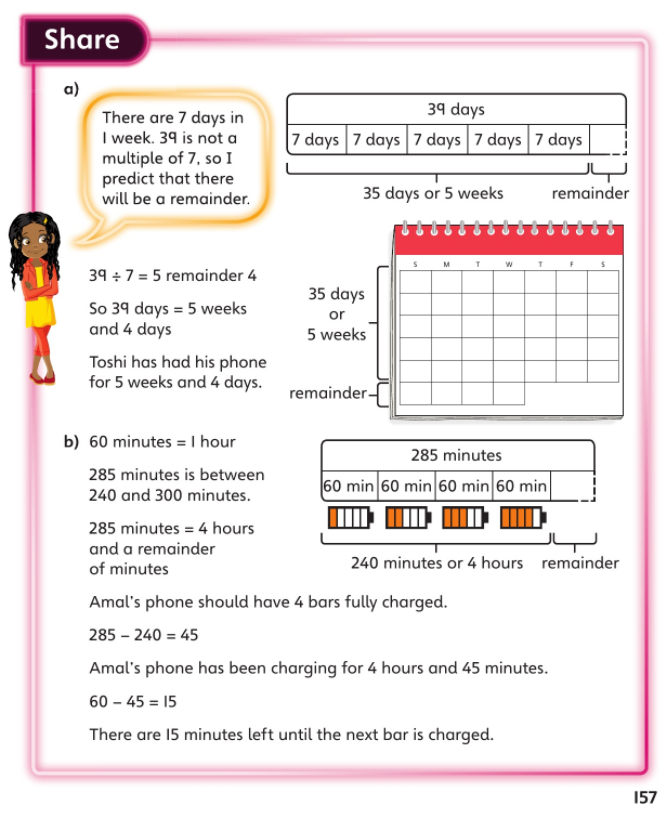 Share
a)
There are 7 days in
1 week. 39 is not a
multiple of 7, so I
predict that there
will be a remainder.
39 days
7 days 7 days 7 days 7 days 7 days
35 days or 5 weeks remainder
39 ÷ 7 = 5 remainder 4
So 39 days = 5 weeks
and 4 days
Toshi has had his phone
for 5 weeks and 4 days.
S M T W T F S
35 days
or
5 weeks
remainder
b) 60 minutes = 1 hour
285 minutes is between
240 and 300 minutes.
285 minutes = 4 hours
and a remainder
of minutes
285 minutes
60 min 60 min 60 min 60 min
240 minutes or 4 hours remainder
Amal's phone should have 4 bars fully charged.
285 – 240 = 45
Amal's phone has been charging for 4 hours and 45 minutes.
60 – 45 = 15
There are 15 minutes left until the next bar is charged.
157